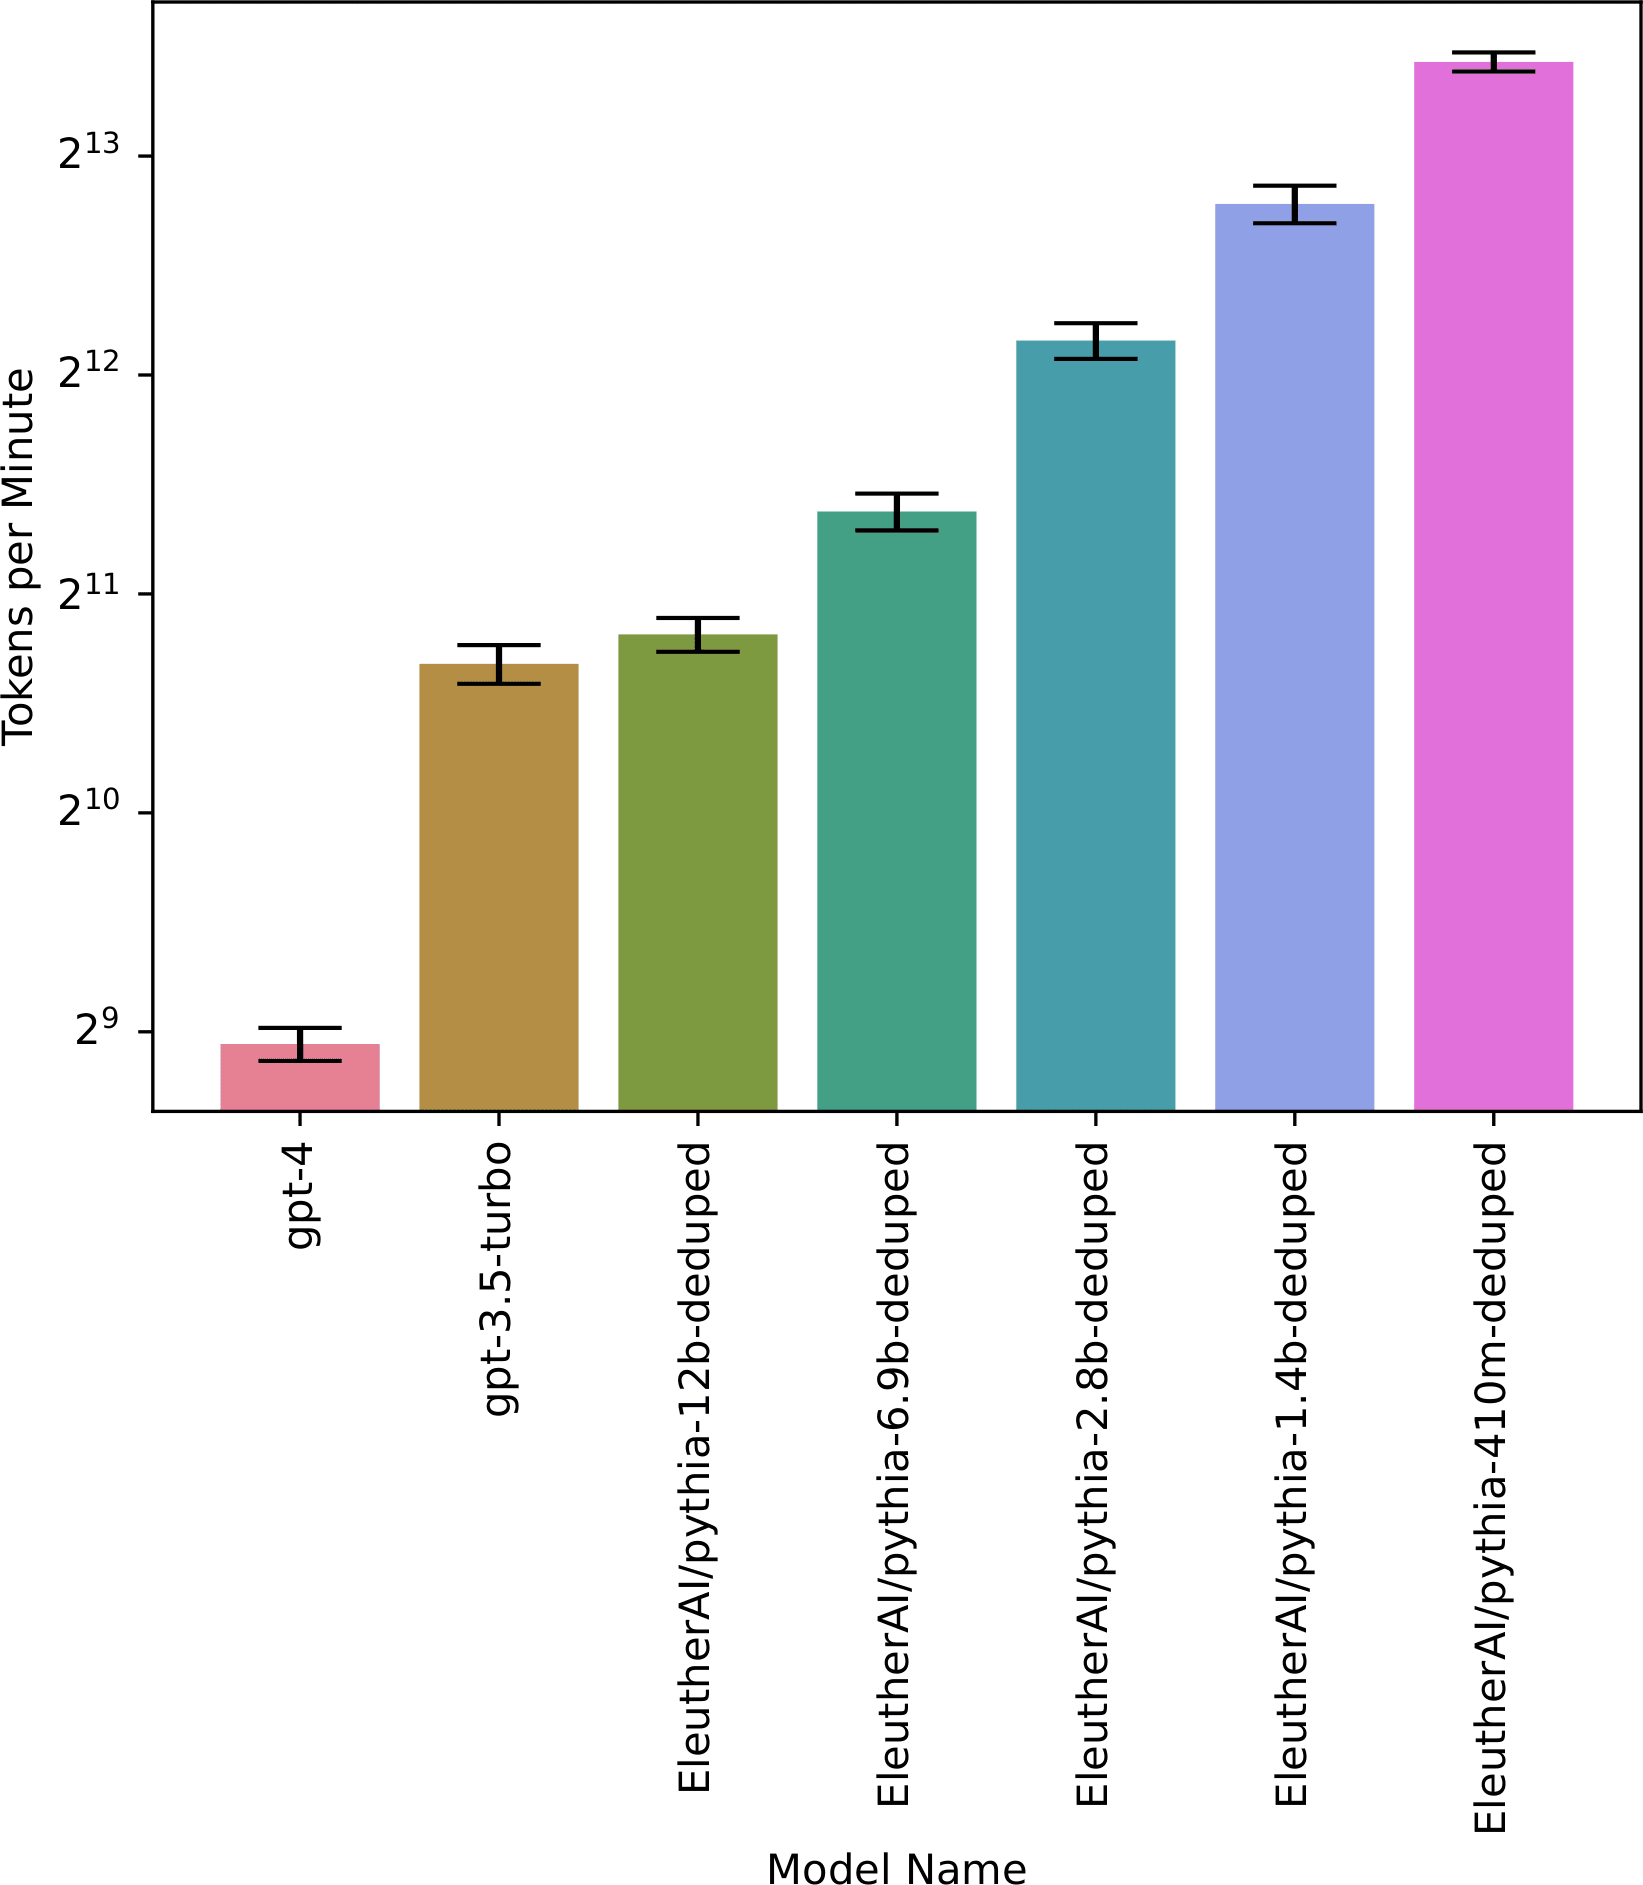 Tokens per Minute
2^13
2^12
2^11
2^10
2^9
gpt-4
gpt-3.5-turbo
EleutherAI/pythia-12b-deduped
EleutherAI/pythia-6.9b-deduped
EleutherAI/pythia-2.8b-deduped
EleutherAI/pythia-1.4b-deduped
EleutherAI/pythia-410m-deduped
Model Name